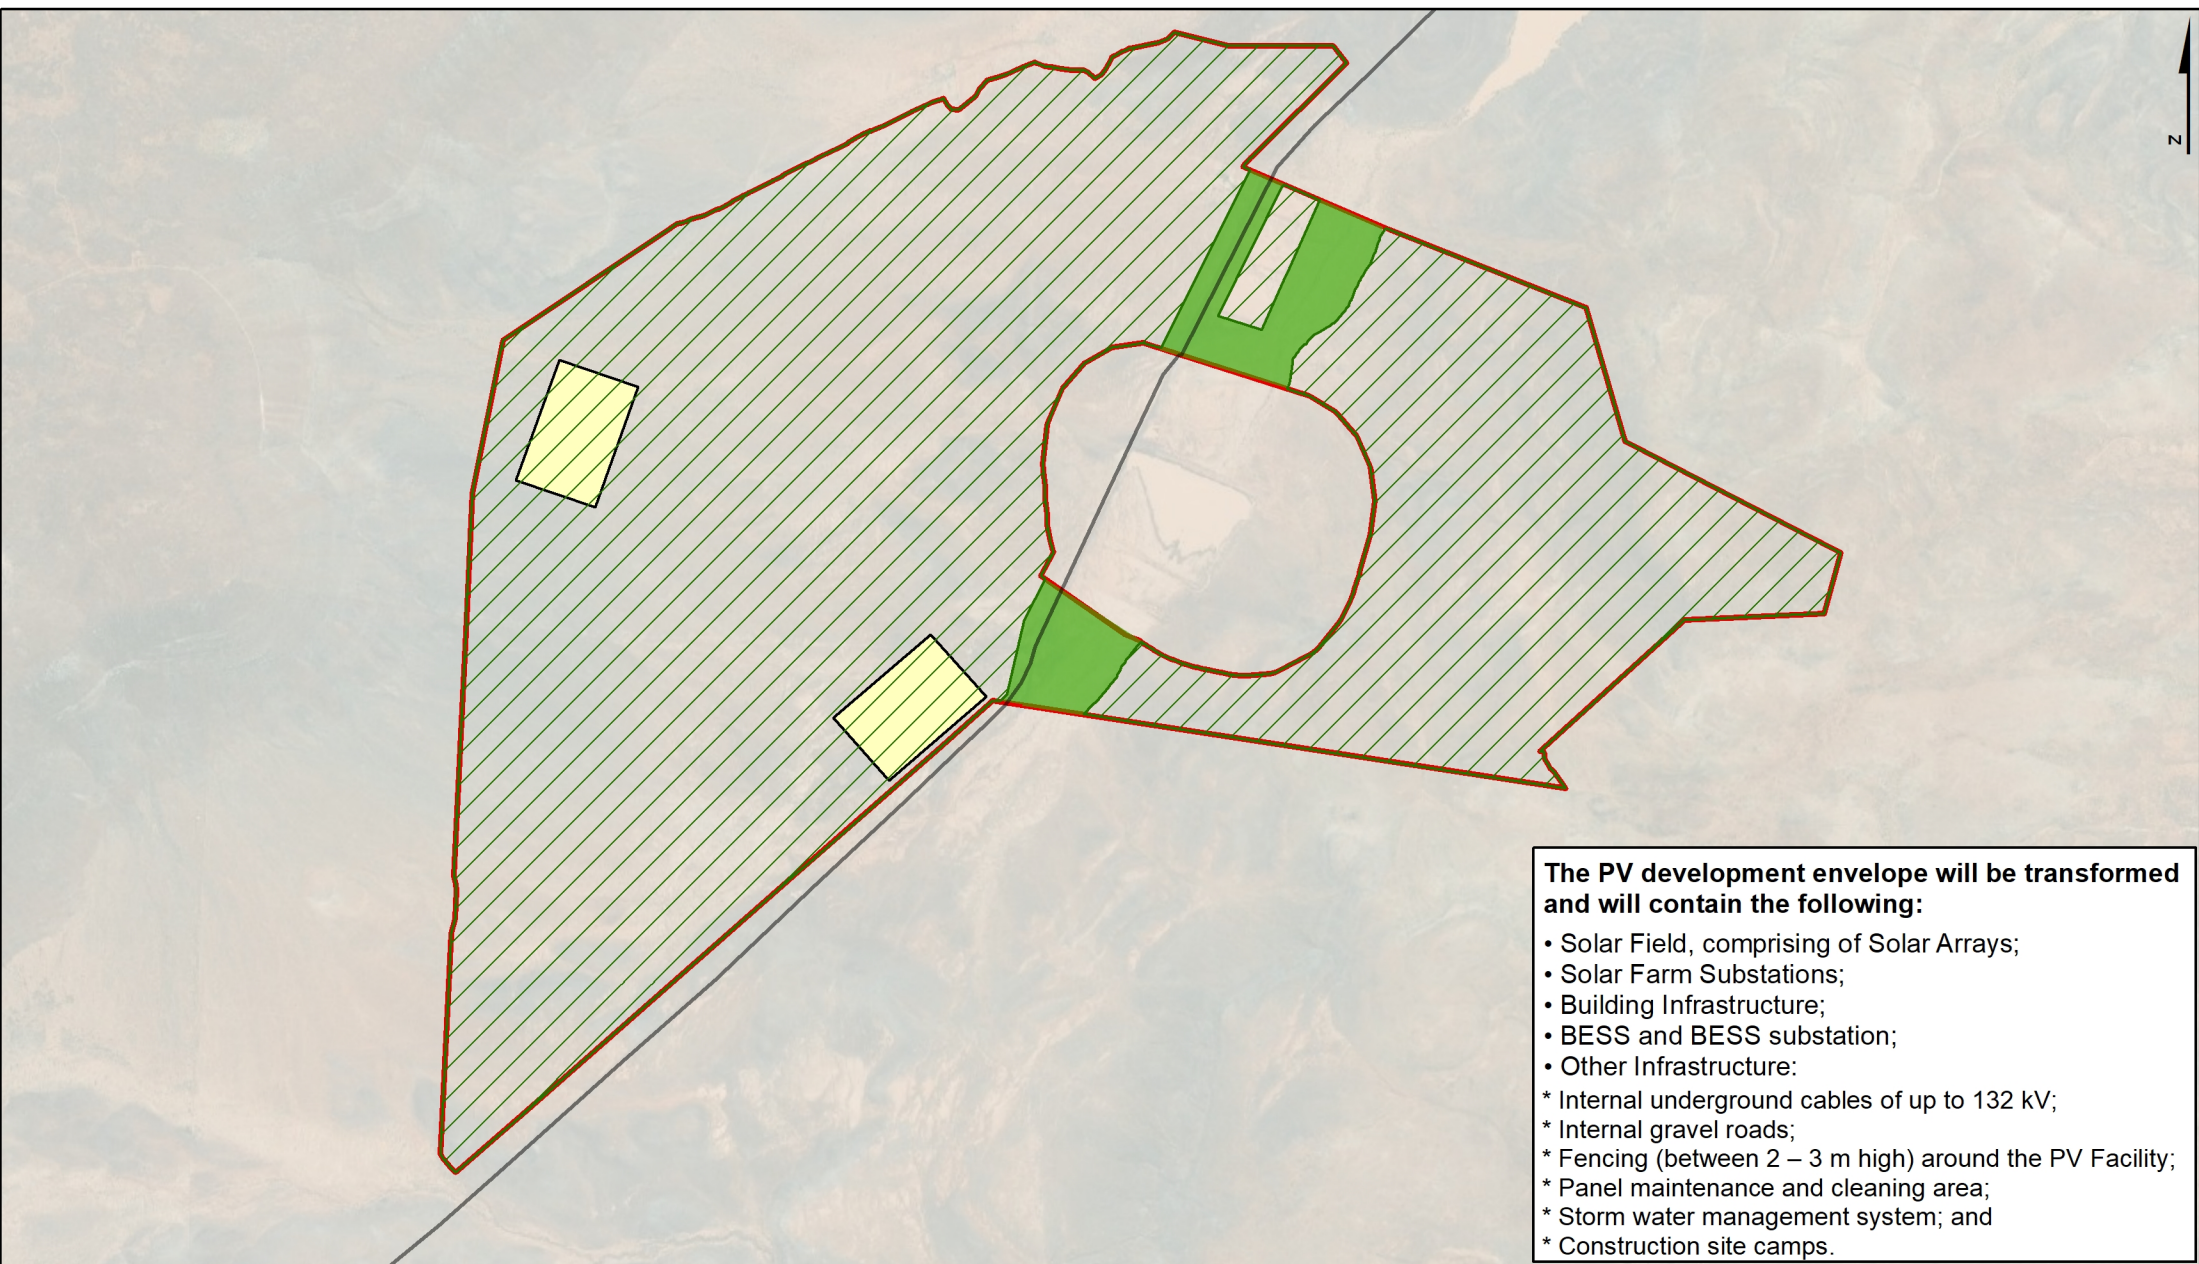 N
The PV development envelope will be transformed
and will contain the following:
• Solar Field, comprising of Solar Arrays;
• Solar Farm Substations;
• Building Infrastructure;
• BESS and BESS substation;
• Other Infrastructure:
* Internal underground cables of up to 132 kV;
* Internal gravel roads;
* Fencing (between 2 – 3 m high) around the PV Facility;
* Panel maintenance and cleaning area;
* Storm water management system; and
* Construction site camps.